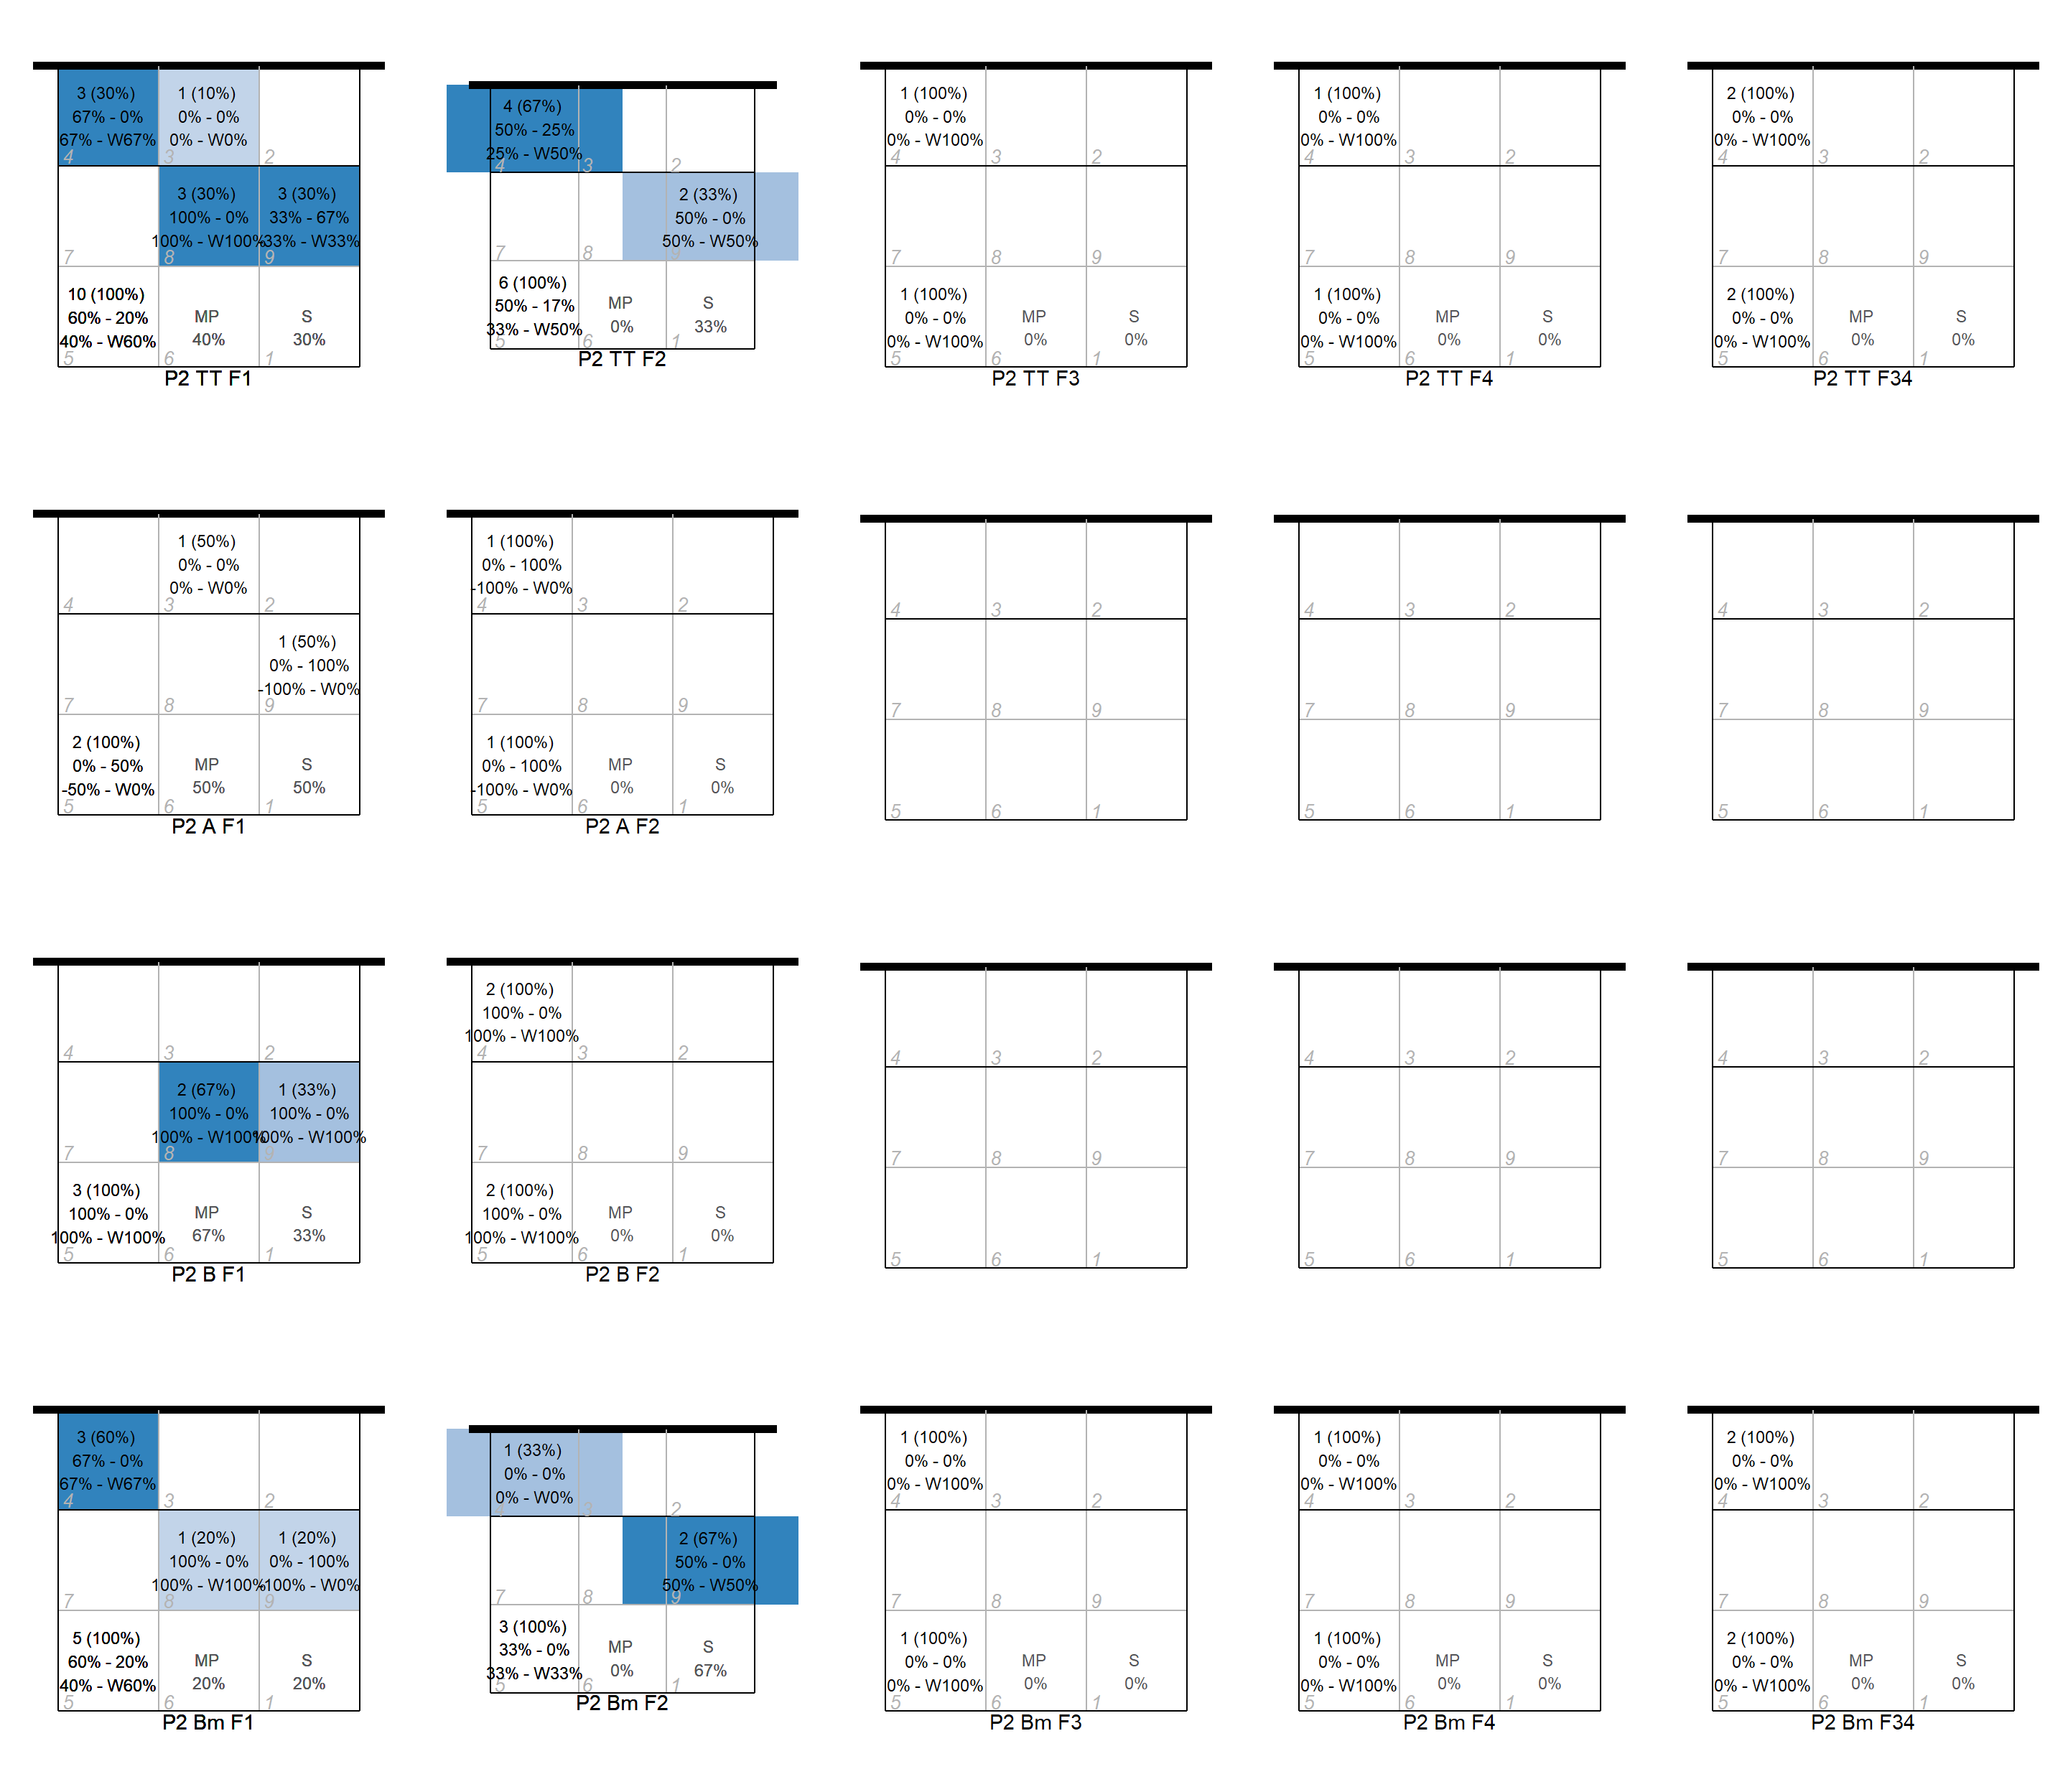 3 (30%) 1 (10%)
67% - 0% 0% - 0%
67% - W67% 0% - W0%
4 3 2
3 (30%) 3 (30%)
100% - 0% 33% - 67%
100% - W100% -33% - W33%
7 8 9
10 (100%)
60% - 20% MP S
40% - W60% 40% 30%
5 6 1
P2 TT F1
4 (67%)
50% - 25%
25% - W50%
4 3 2
2 (33%)
50% - 0%
50% - W50%
7 8 9
6 (100%)
50% - 17% MP S
33% - W50% 0% 33%
5 6 1
P2 TT F2
1 (100%)
0% - 0%
0% - W100%
4 3 2
7 8 9
1 (100%)
0% - 0% MP S
0% - W100% 0% 0%
5 6 1
P2 TT F3
1 (100%)
0% - 0%
0% - W100%
4 3 2
7 8 9
1 (100%)
0% - 0% MP S
0% - W100% 0% 0%
5 6 1
P2 TT F4
2 (100%)
0% - 0%
0% - W100%
4 3 2
7 8 9
2 (100%)
0% - 0% MP S
0% - W100% 0% 0%
5 6 1
P2 TT F34
1 (50%)
0% - 0%
0% - W0%
4 3 2
1 (50%)
0% - 100%
-100% - W0%
7 8 9
2 (100%)
0% - 50% MP S
-50% - W0% 50% 50%
5 6 1
P2 A F1
1 (100%)
0% - 100%
-100% - W0%
4 3 2
7 8 9
1 (100%)
0% - 100% MP S
-100% - W0% 0% 0%
5 6 1
P2 A F2
4 3 2
7 8 9
5 6 1
4 3 2
7 8 9
5 6 1
4 3 2
7 8 9
5 6 1
4 3 2
2 (67%) 1 (33%)
100% - 0% 100% - 0%
100% - W100% 100% - W100%
7 8 9
3 (100%)
100% - 0% MP S
100% - W100% 67% 33%
5 6 1
P2 B F1
2 (100%)
100% - 0%
100% - W100%
4 3 2
7 8 9
2 (100%)
100% - 0% MP S
100% - W100% 0% 0%
5 6 1
P2 B F2
4 3 2
7 8 9
5 6 1
4 3 2
7 8 9
5 6 1
4 3 2
7 8 9
5 6 1
3 (60%)
67% - 0%
67% - W67%
4 3 2
1 (20%) 1 (20%)
100% - 0% 0% - 100%
100% - W100% -100% - W0%
7 8 9
5 (100%)
60% - 20% MP S
40% - W60% 20% 20%
5 6 1
P2 Bm F1
1 (33%)
0% - 0%
0% - W0%
4 3 2
2 (67%)
50% - 0%
50% - W50%
7 8 9
3 (100%)
33% - 0% MP S
33% - W33% 0% 67%
5 6 1
P2 Bm F2
1 (100%)
0% - 0%
0% - W100%
4 3 2
7 8 9
1 (100%)
0% - 0% MP S
0% - W100% 0% 0%
5 6 1
P2 Bm F3
1 (100%)
0% - 0%
0% - W100%
4 3 2
7 8 9
1 (100%)
0% - 0% MP S
0% - W100% 0% 0%
5 6 1
P2 Bm F4
2 (100%)
0% - 0%
0% - W100%
4 3 2
7 8 9
2 (100%)
0% - 0% MP S
0% - W100% 0% 0%
5 6 1
P2 Bm F34